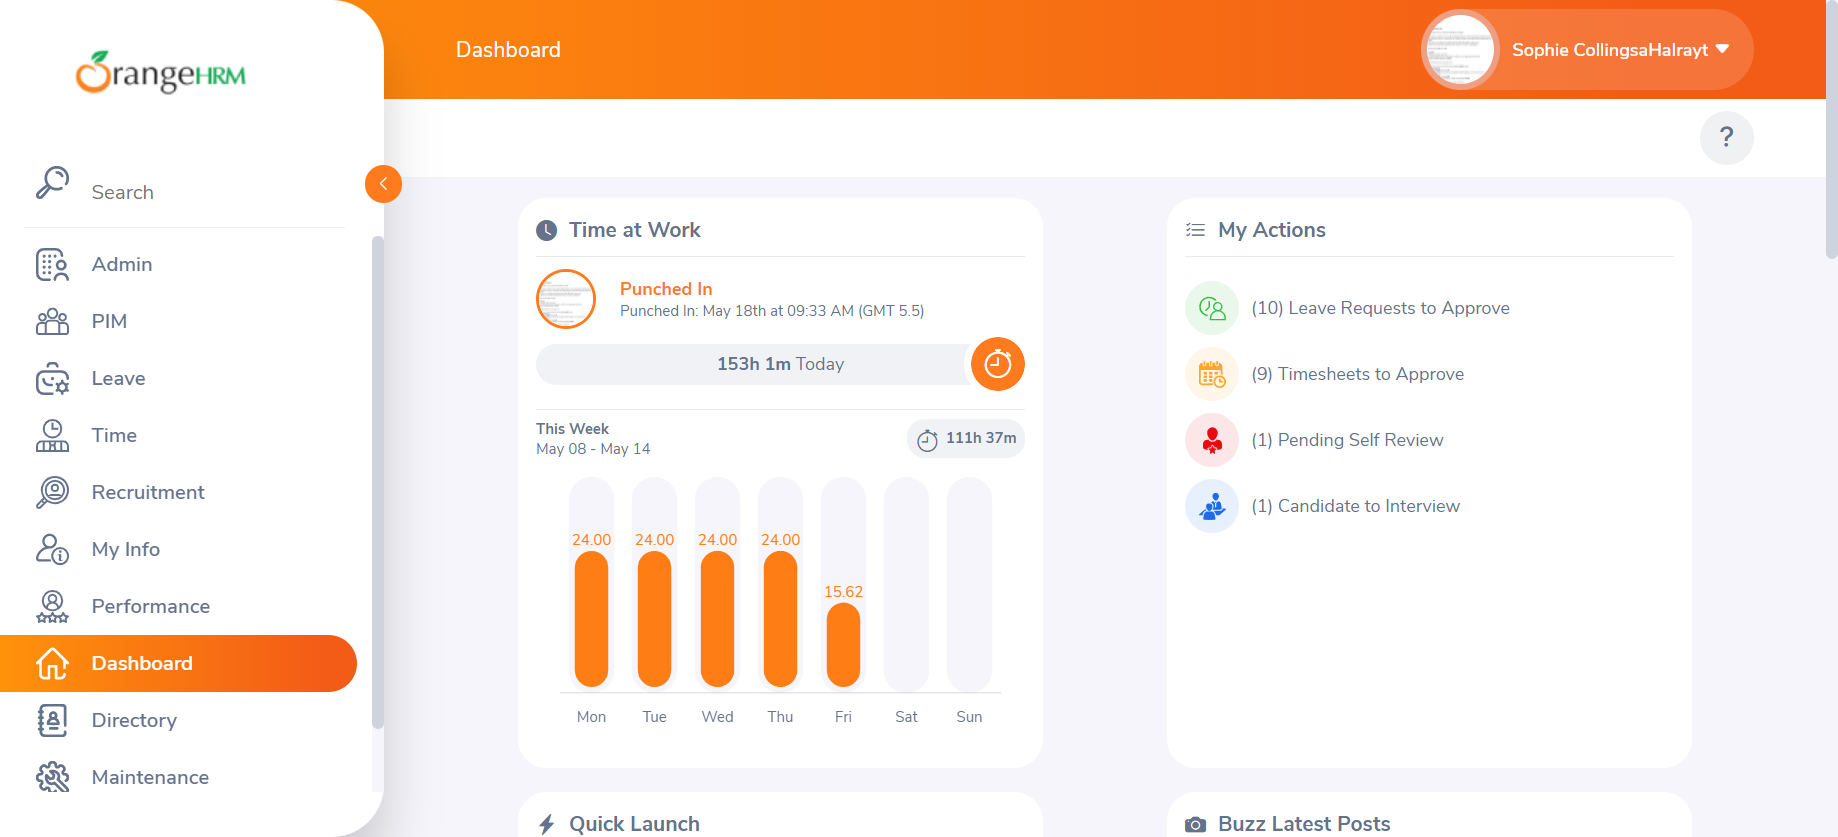 OrangeHRM
Search
Admin
PIM
Leave
Time
Recruitment
My Info
Performance
Dashboard
Directory
Maintenance
Dashboard
Sophie CollingsaHalrayt
?
Time at Work
Punched In
Punched In: May 18th at 09:33 AM (GMT 5.5)
153h 1m Today
This Week
May 08 - May 14
111h 37m
24.00 24.00 24.00 24.00
15.62
Mon Tue Wed Thu Fri Sat Sun
My Actions
(10) Leave Requests to Approve
(9) Timesheets to Approve
(1) Pending Self Review
(1) Candidate to Interview
Quick Launch
Buzz Latest Posts